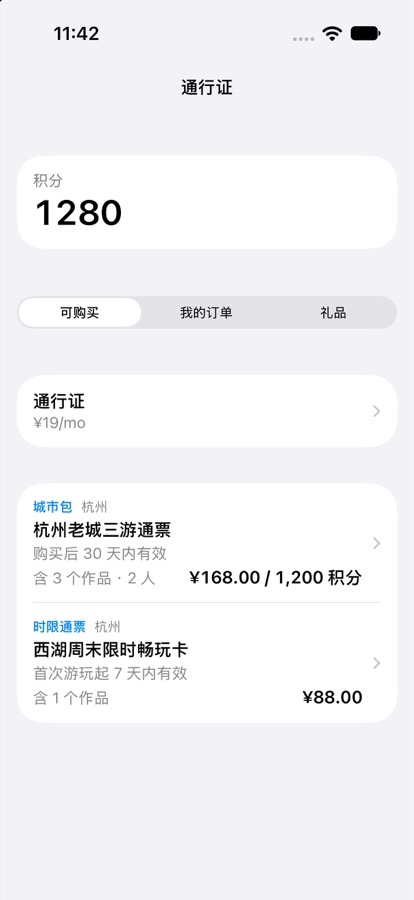 11:42
通行证
积分
1280
可购买 我的订单 礼品
通行证
¥19/mo
城市包 杭州
杭州老城三游通票
购买后 30 天内有效
含 3 个作品 · 2 人 ¥168.00 / 1,200 积分
时限通票 杭州
西湖周末限时畅玩卡
首次游玩起 7 天内有效
含 1 个作品 ¥88.00